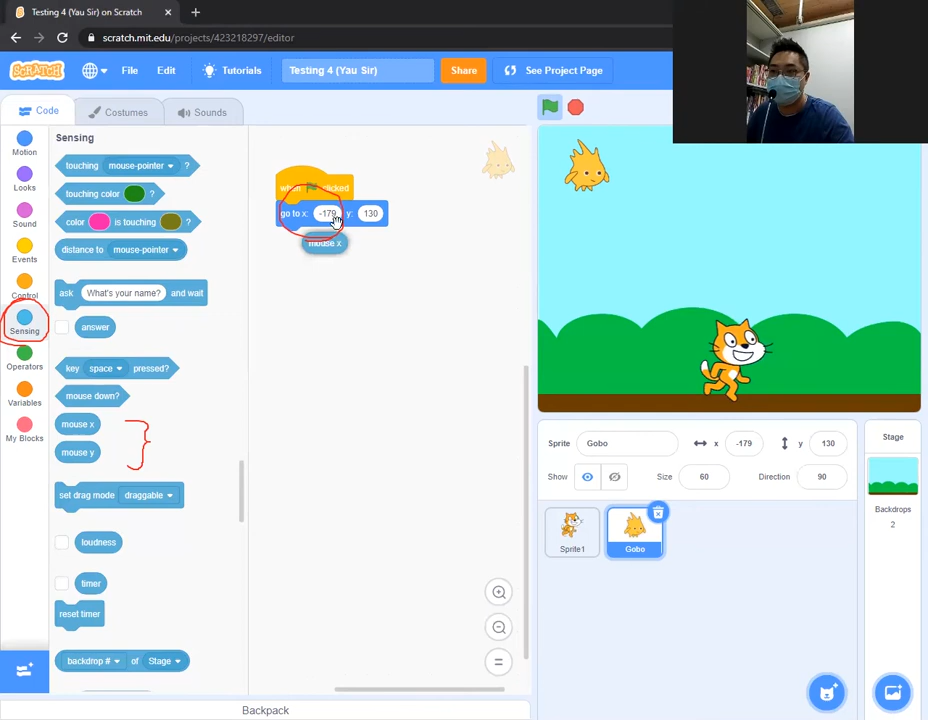 Testing 4 (Yau Sir) on Scratch
scratch.mit.edu/projects/423218297/editor
SCRATCH
File
Edit
Tutorials
Testing 4 (Yau Sir)
Share
See Project Page
Code
Costumes
Sounds
Motion
Looks
Sound
Events
Control
Sensing
Operators
Variables
My Blocks
Sensing
touching mouse-pointer ?
touching color ?
color is touching ?
distance to mouse-pointer
ask What's your name? and wait
answer
key space pressed?
mouse down?
mouse x
mouse y
set drag mode draggable
loudness
timer
reset timer
backdrop # of Stage
when clicked
go to x: -179 y: 130
mouse x
Sprite Gobo x -179 y 130
Show Size 60 Direction 90
Sprite1
Gobo
Stage
Backdrops
2
Backpack